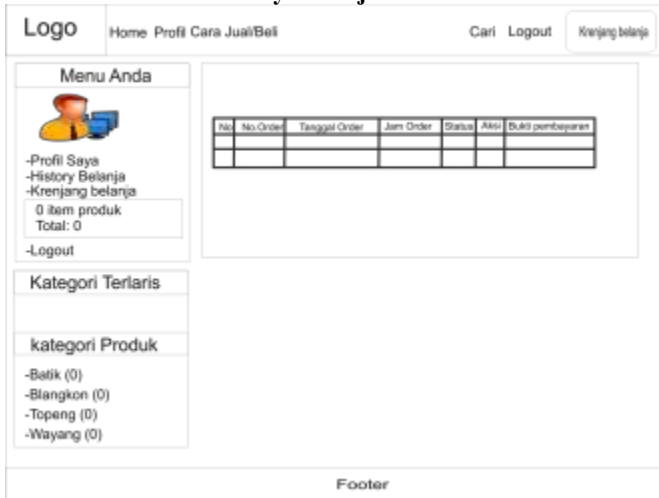 Logo
Home Profil Cara Jual/Beli
Cari Logout
Krenjang belanja
Menu Anda
-Profil Saya
-History Belanja
-Krenjang belanja
0 item produk
Total: 0
-Logout
No No.Order Tanggal Order Jam Order Status Aksi Bukti pembayaran
Kategori Terlaris
kategori Produk
-Batik (0)
-Blangkon (0)
-Topeng (0)
-Wayang (0)
Footer